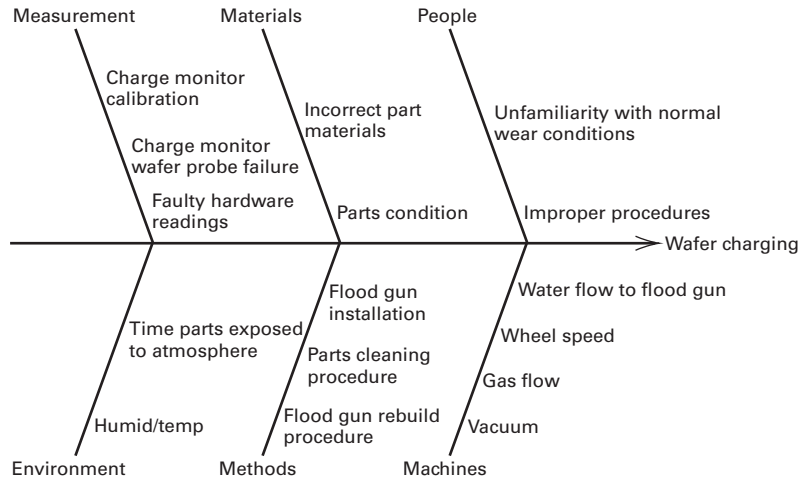 Measurement
Materials
People
Charge monitor
calibration
Charge monitor
wafer probe failure
Faulty hardware
readings
Incorrect part
materials
Parts condition
Unfamiliarity with normal
wear conditions
Improper procedures
Wafer charging
Time parts exposed
to atmosphere
Humid/temp
Flood gun
installation
Parts cleaning
procedure
Flood gun rebuild
procedure
Water flow to flood gun
Wheel speed
Gas flow
Vacuum
Environment
Methods
Machines